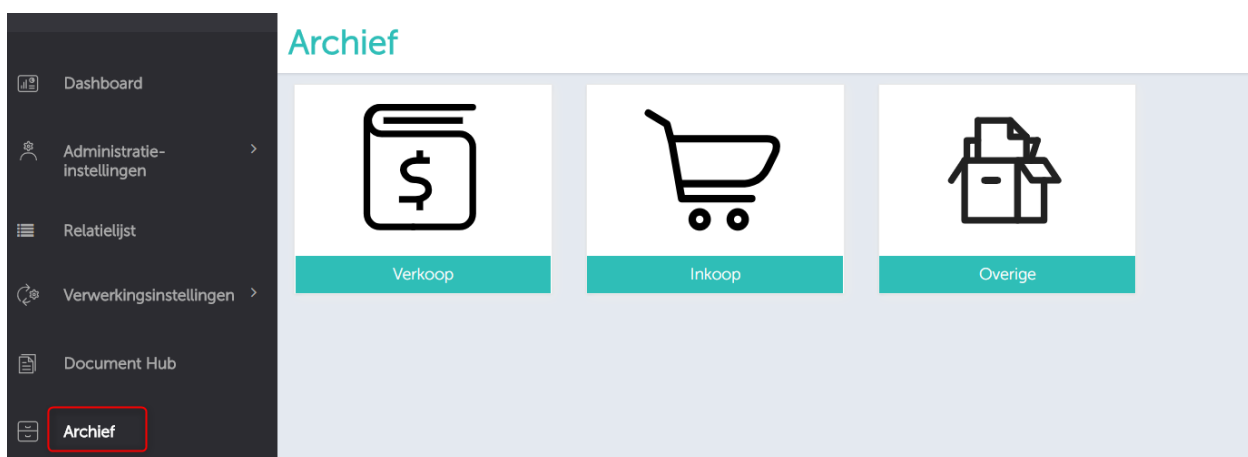 Archief
Dashboard
Administratie-
instellingen
Relatielijst
Verwerkingsinstellingen
Document Hub
Archief
Verkoop
Inkoop
Overige